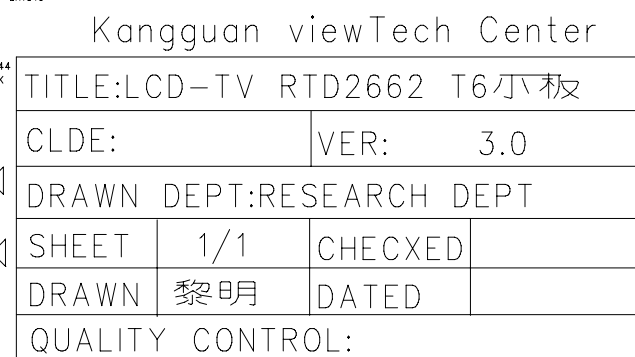 Kangguan viewTech Center
TITLE:LCD-TV RTD2662 T6小板
CLDE:
VER: 3.0
DRAWN DEPT:RESEARCH DEPT
SHEET 1/1 CHECXED
DRAWN 黎明 DATED
QUALITY CONTROL: